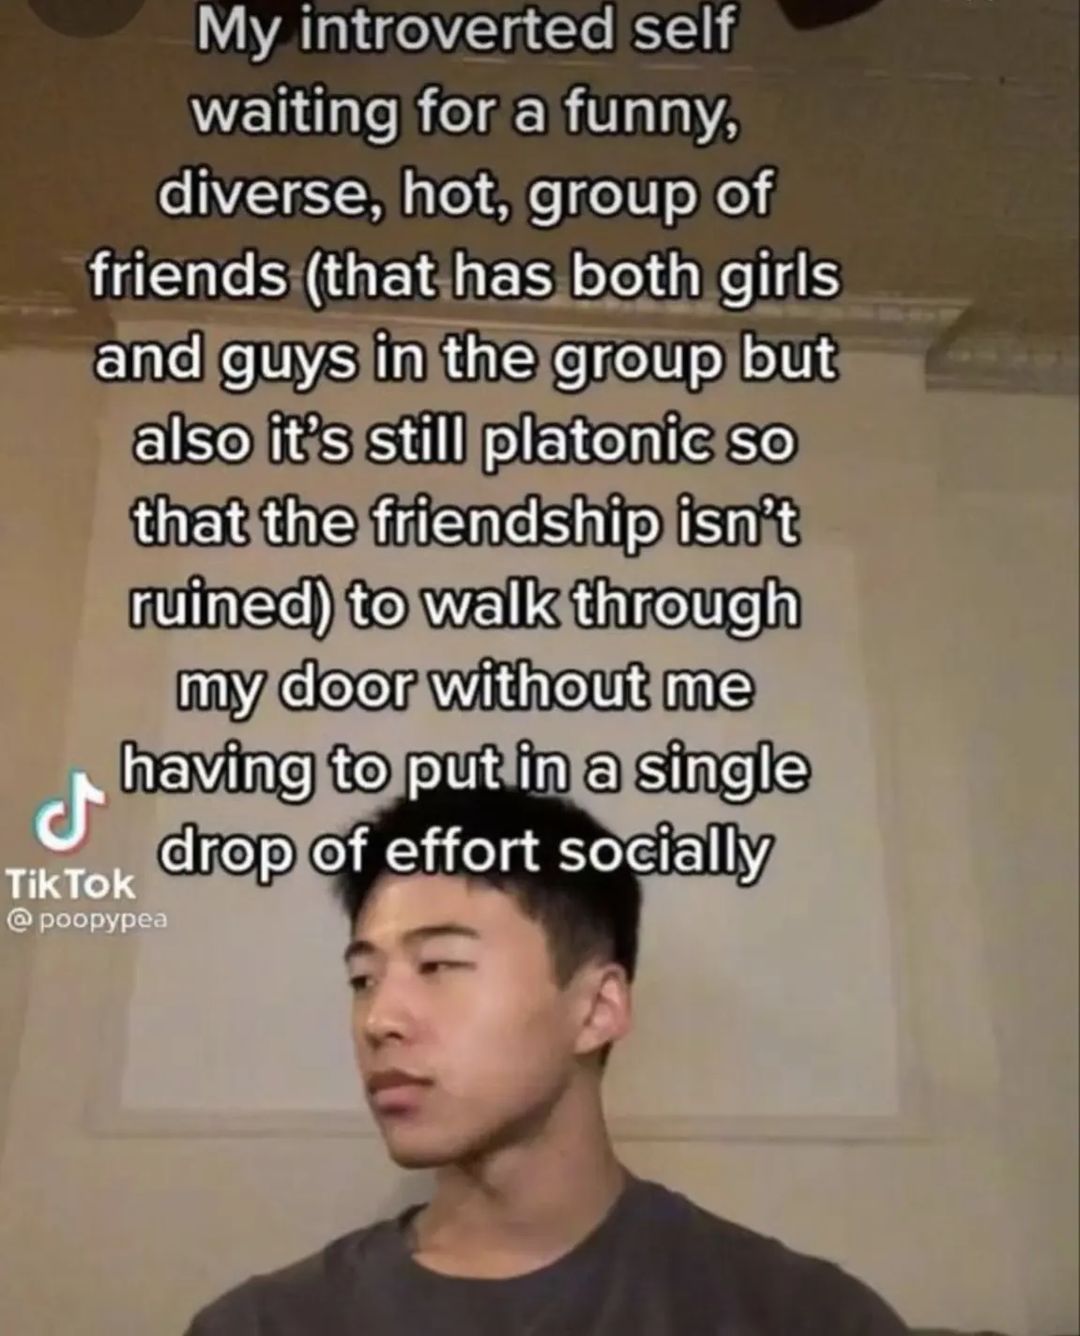 My introverted self
waiting for a funny,
diverse, hot, group of
friends (that has both girls
and guys in the group but
also it's still platonic so
that the friendship isn't
ruined) to walk through
my door without me
having to put in a single
drop of effort socially
TikTok
@poopypea